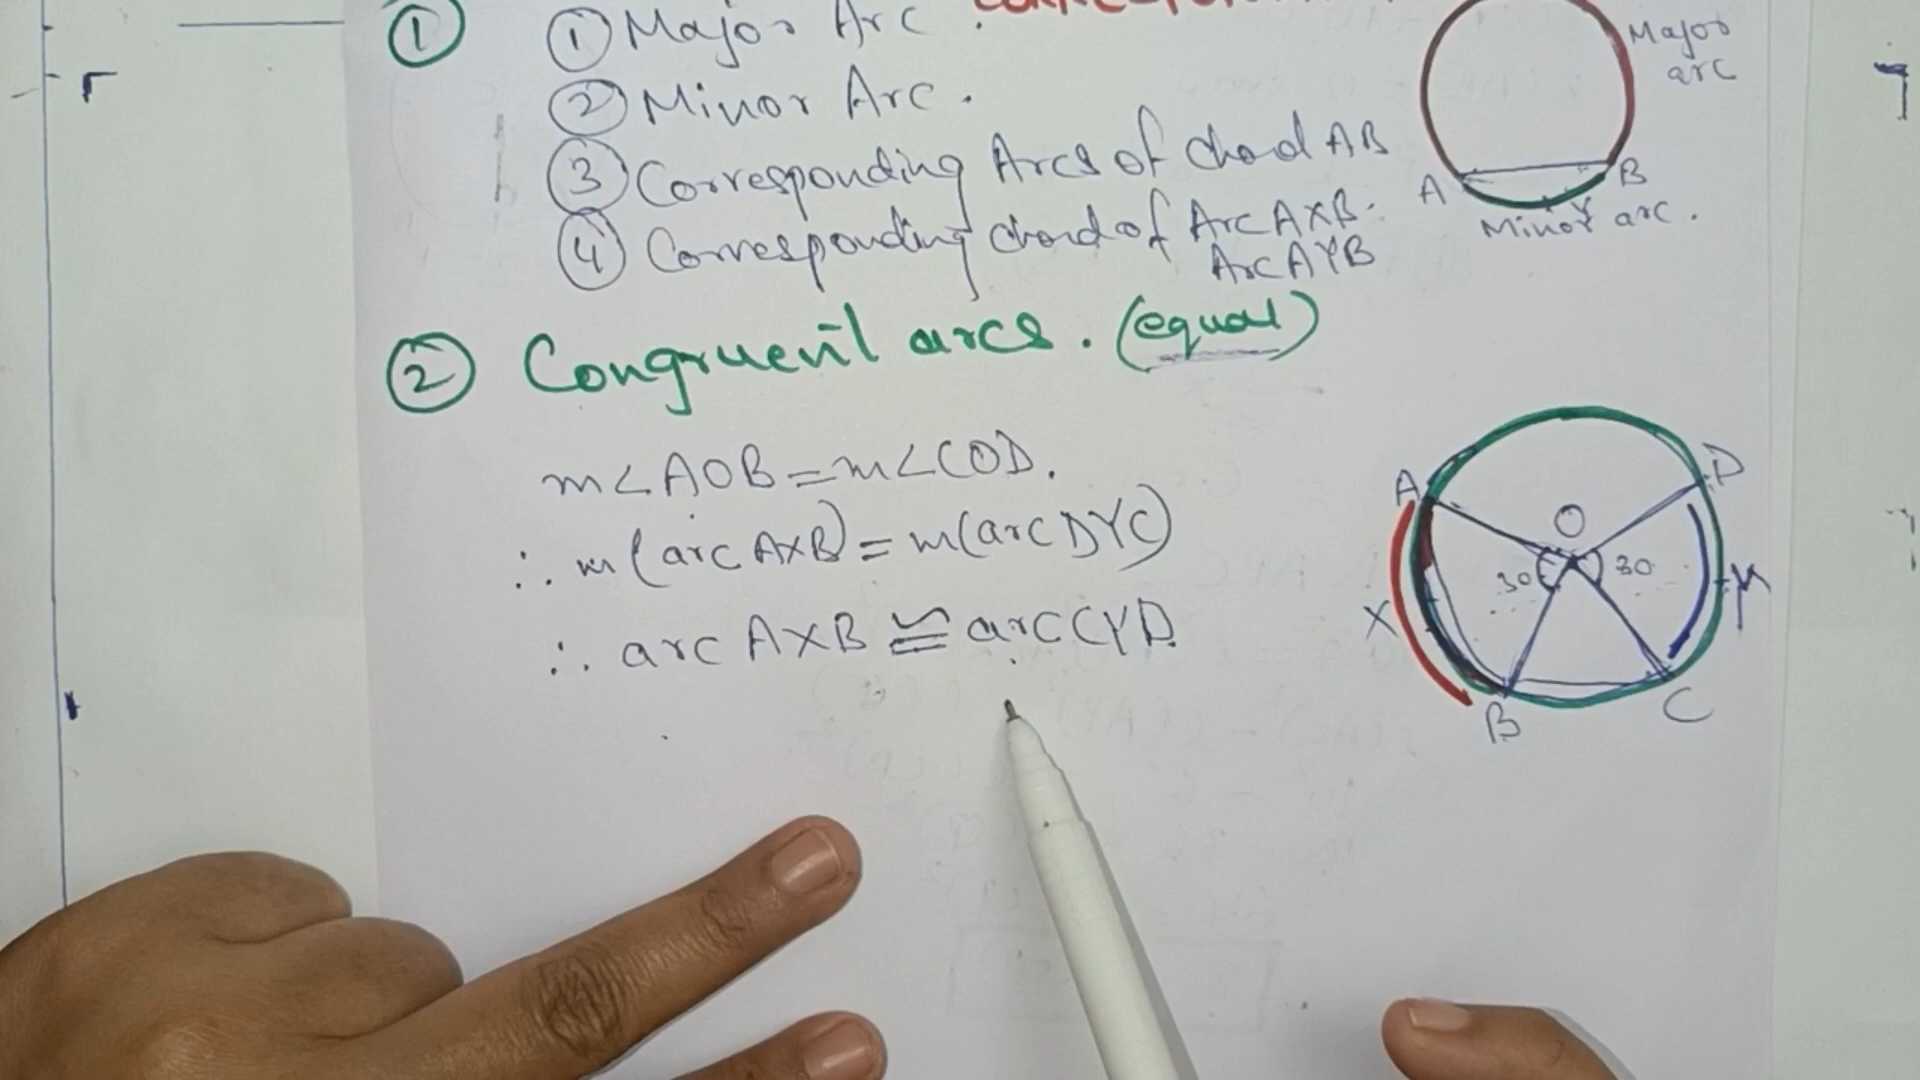 ① ① Major Arc.
② Minor Arc.
③ Corresponding Arcs of chord AB
④ Corresponding chord of Arc AXB.
Arc AYB
Major
arc
A
B
Y
Minor arc.
② Congruent arcs. (equal)
m∠AOB = m∠COD.
∴ m(arc AXB) = m(arc DYC)
∴ arc AXB ≅ arc CYD.
A
D
O
30
30
X
Y
B
C